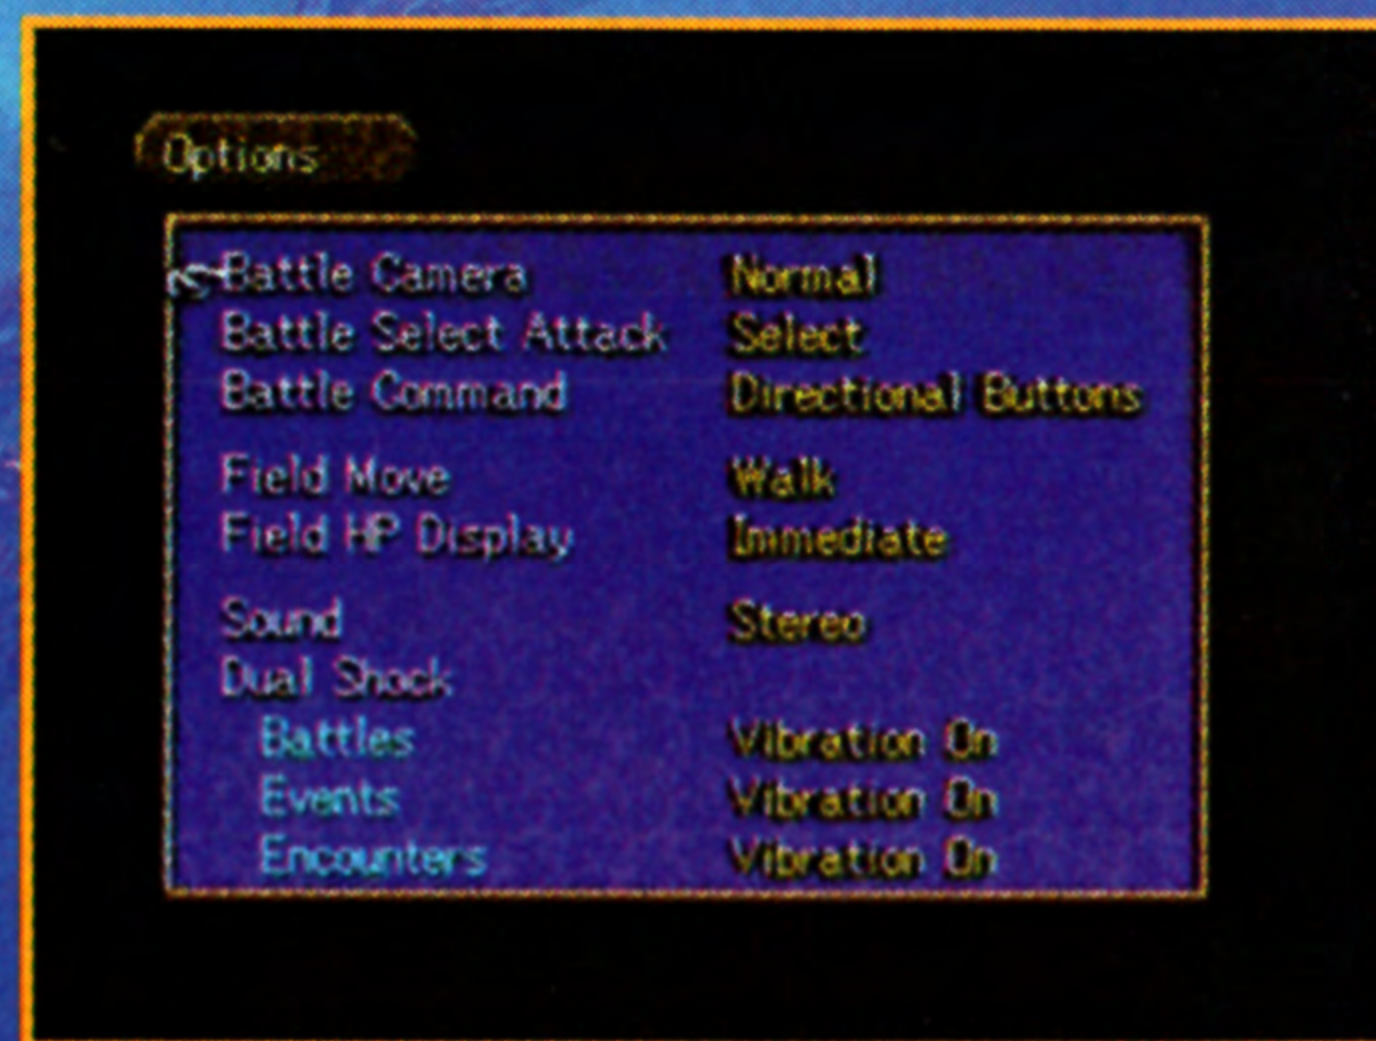 Options
Battle Camera Normal
Battle Select Attack Select
Battle Command Directional Buttons
Field Move Walk
Field HP Display Immediate
Sound Stereo
Dual Shock
Battles Vibration On
Events Vibration On
Encounters Vibration On